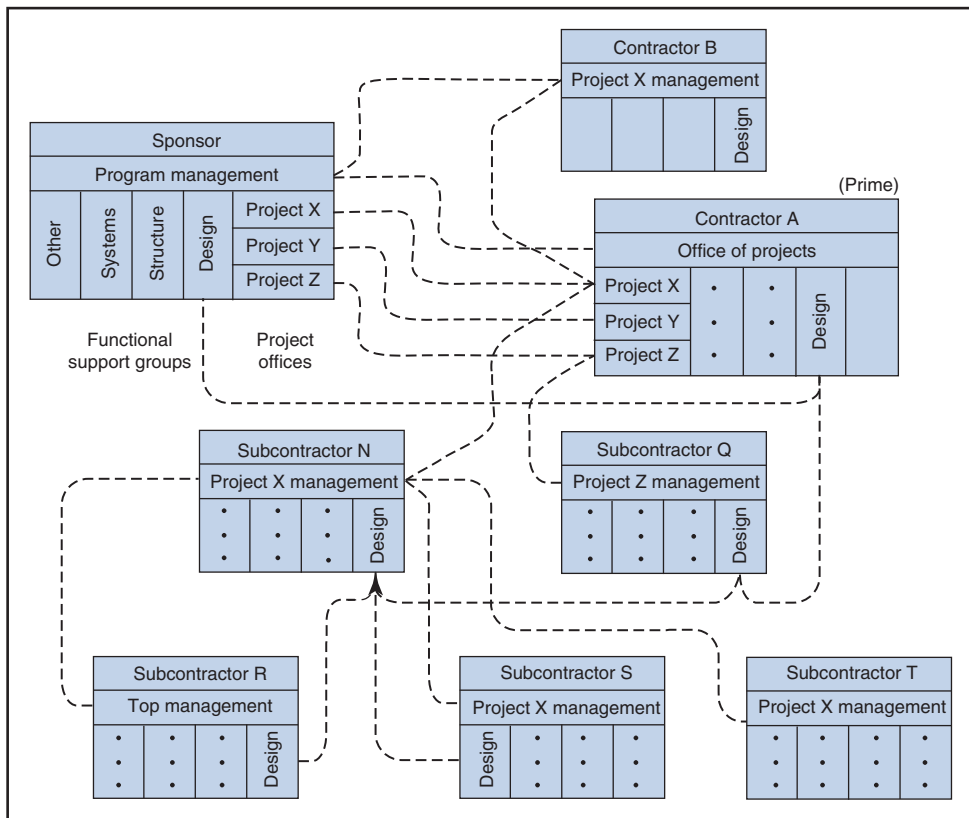 Contractor B
Project X management
Design
Sponsor
Program management
Other
Systems
Structure
Design
Project X
Project Y
Project Z
Functional
support groups
Project
offices
(Prime)
Contractor A
Office of projects
Project X
Project Y
Project Z
Design
Subcontractor N
Project X management
Design
Subcontractor Q
Project Z management
Design
Subcontractor R
Top management
Design
Subcontractor S
Project X management
Design
Subcontractor T
Project X management